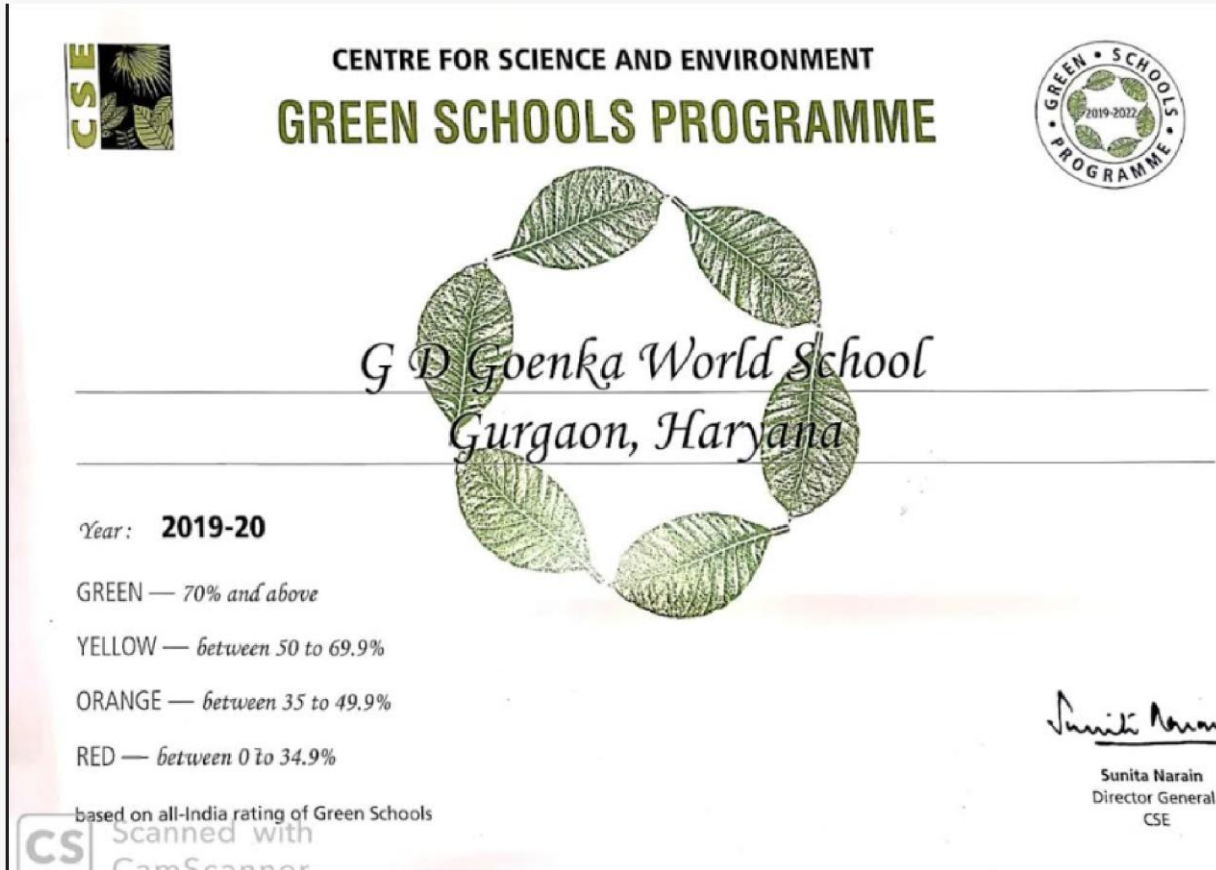 CSE
CENTRE FOR SCIENCE AND ENVIRONMENT
GREEN SCHOOLS PROGRAMME
• GREEN • SCHOOLS • PROGRAMME
2019-2022
G D Goenka World School
Gurgaon, Haryana
Year: 2019-20
GREEN — 70% and above
YELLOW — between 50 to 69.9%
ORANGE — between 35 to 49.9%
RED — between 0 to 34.9%
based on all-India rating of Green Schools
Sunita Narain
Sunita Narain
Director General
CSE
CS Scanned with
CamScanner